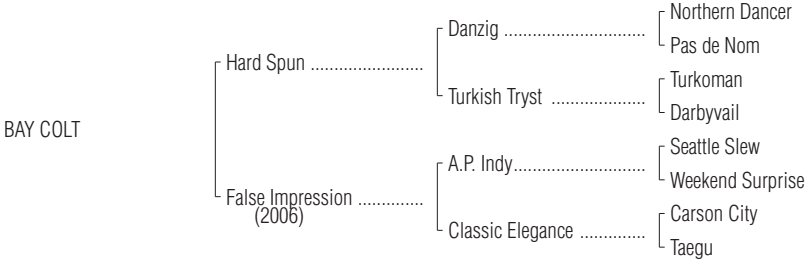 Northern Dancer
Danzig ..............................
Pas de Nom
Hard Spun ........................
Turkoman
Turkish Tryst ....................
Darbyvail
BAY COLT
Seattle Slew
A.P. Indy............................
Weekend Surprise
False Impression ..............
(2006)
Carson City
Classic Elegance ..............
Taegu